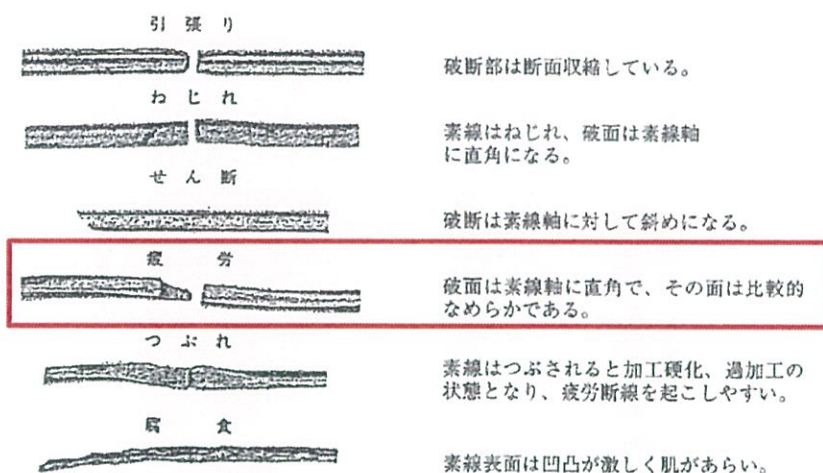 引張り
破断部は断面収縮している。
ねじれ
素線はねじれ、破面は素線軸
に直角になる。
せん断
破断は素線軸に対して斜めになる。
疲労
破面は素線軸に直角で、その面は比較的
なめらかである。
つぶれ
素線はつぶされると加工硬化、過加工の
状態となり、疲労断線を起こしやすい。
腐食
素線表面は凹凸が激しく肌があらい。